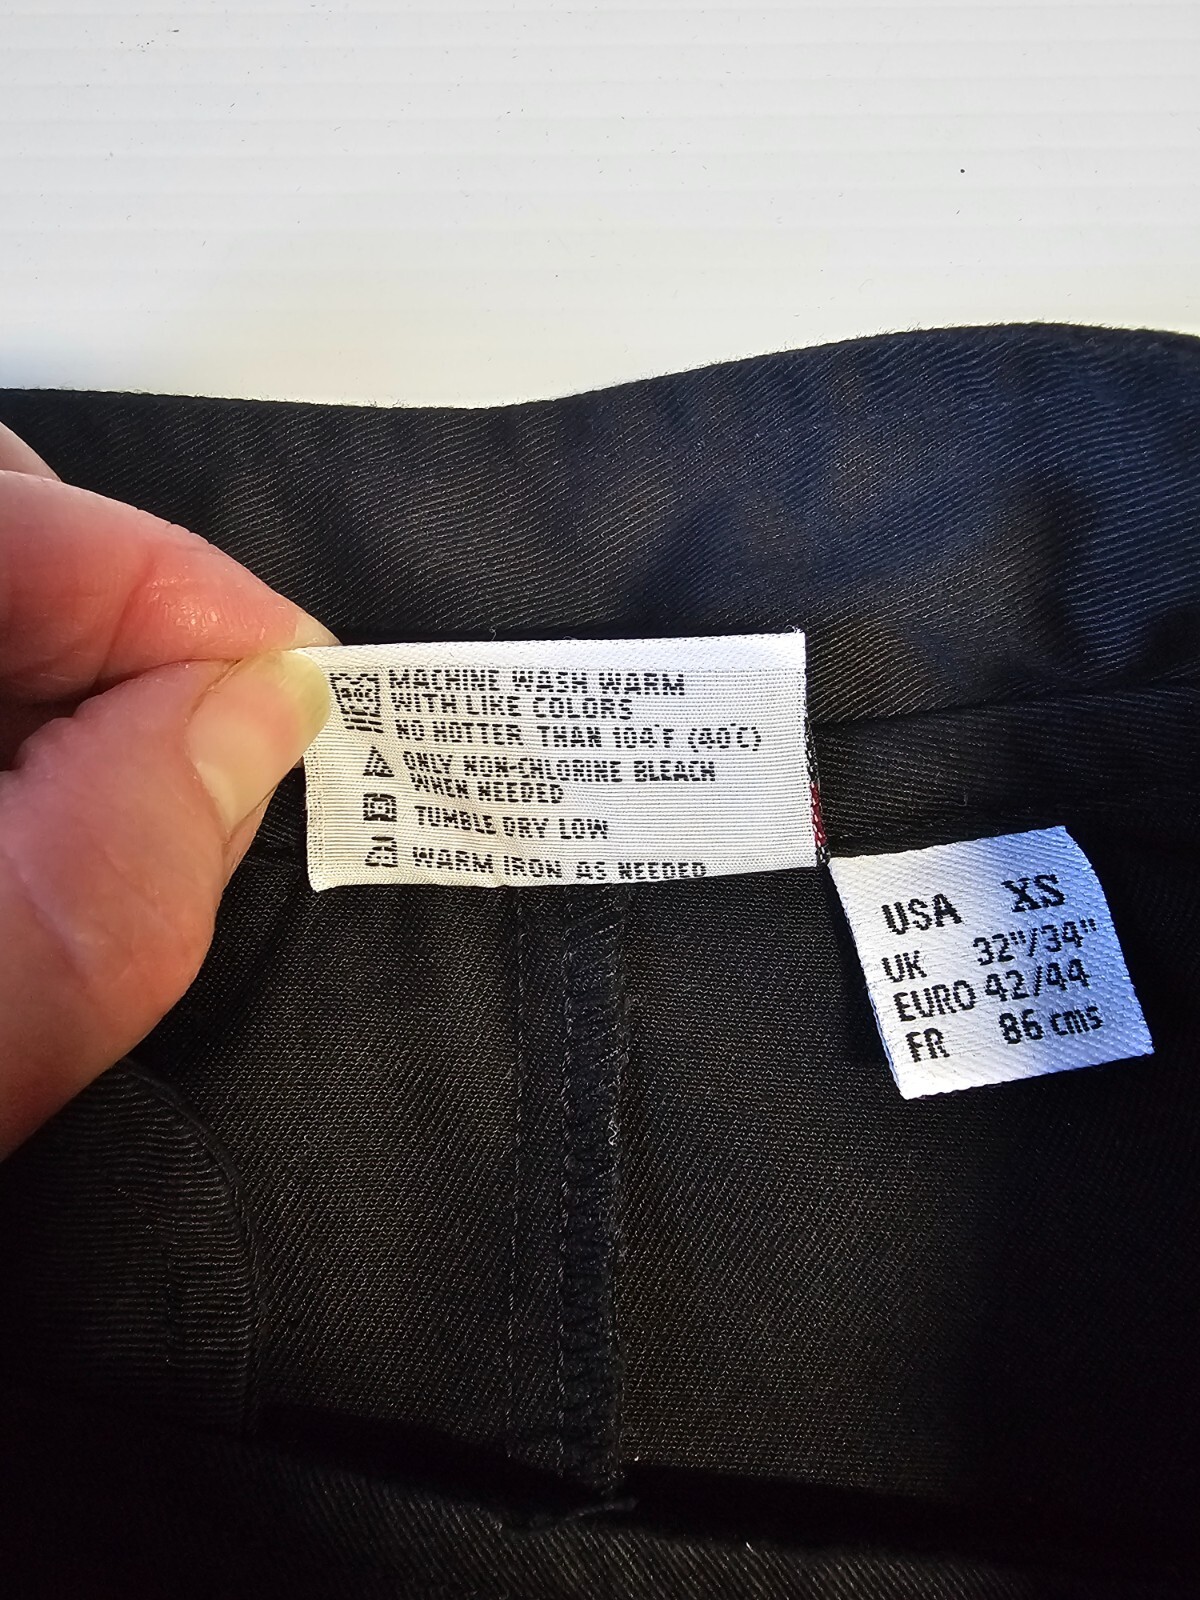 MACHINE WASH WARM
WITH LIKE COLORS
NO HOTTER THAN 104°F (40°C)
ONLY NON-CHLORINE BLEACH
WHEN NEEDED
TUMBLE DRY LOW
WARM IRON AS NEEDED
USA XS
UK 32"/34"
EURO 42/44
FR 86 cms